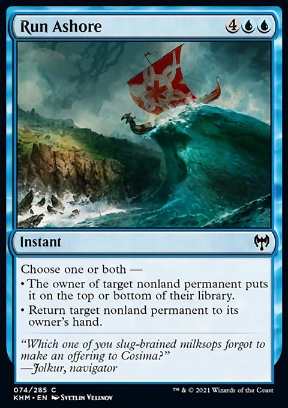 Run Ashore 4
Instant
Choose one or both —
• The owner of target nonland permanent puts
it on the top or bottom of their library.
• Return target nonland permanent to its
owner's hand.
"Which one of you slug-brained milksops forgot to
make an offering to Cosima?"
—Jolkur, navigator
074/285 C
KHM • EN SVETLIN VELINOV
™ & © 2021 Wizards of the Coast